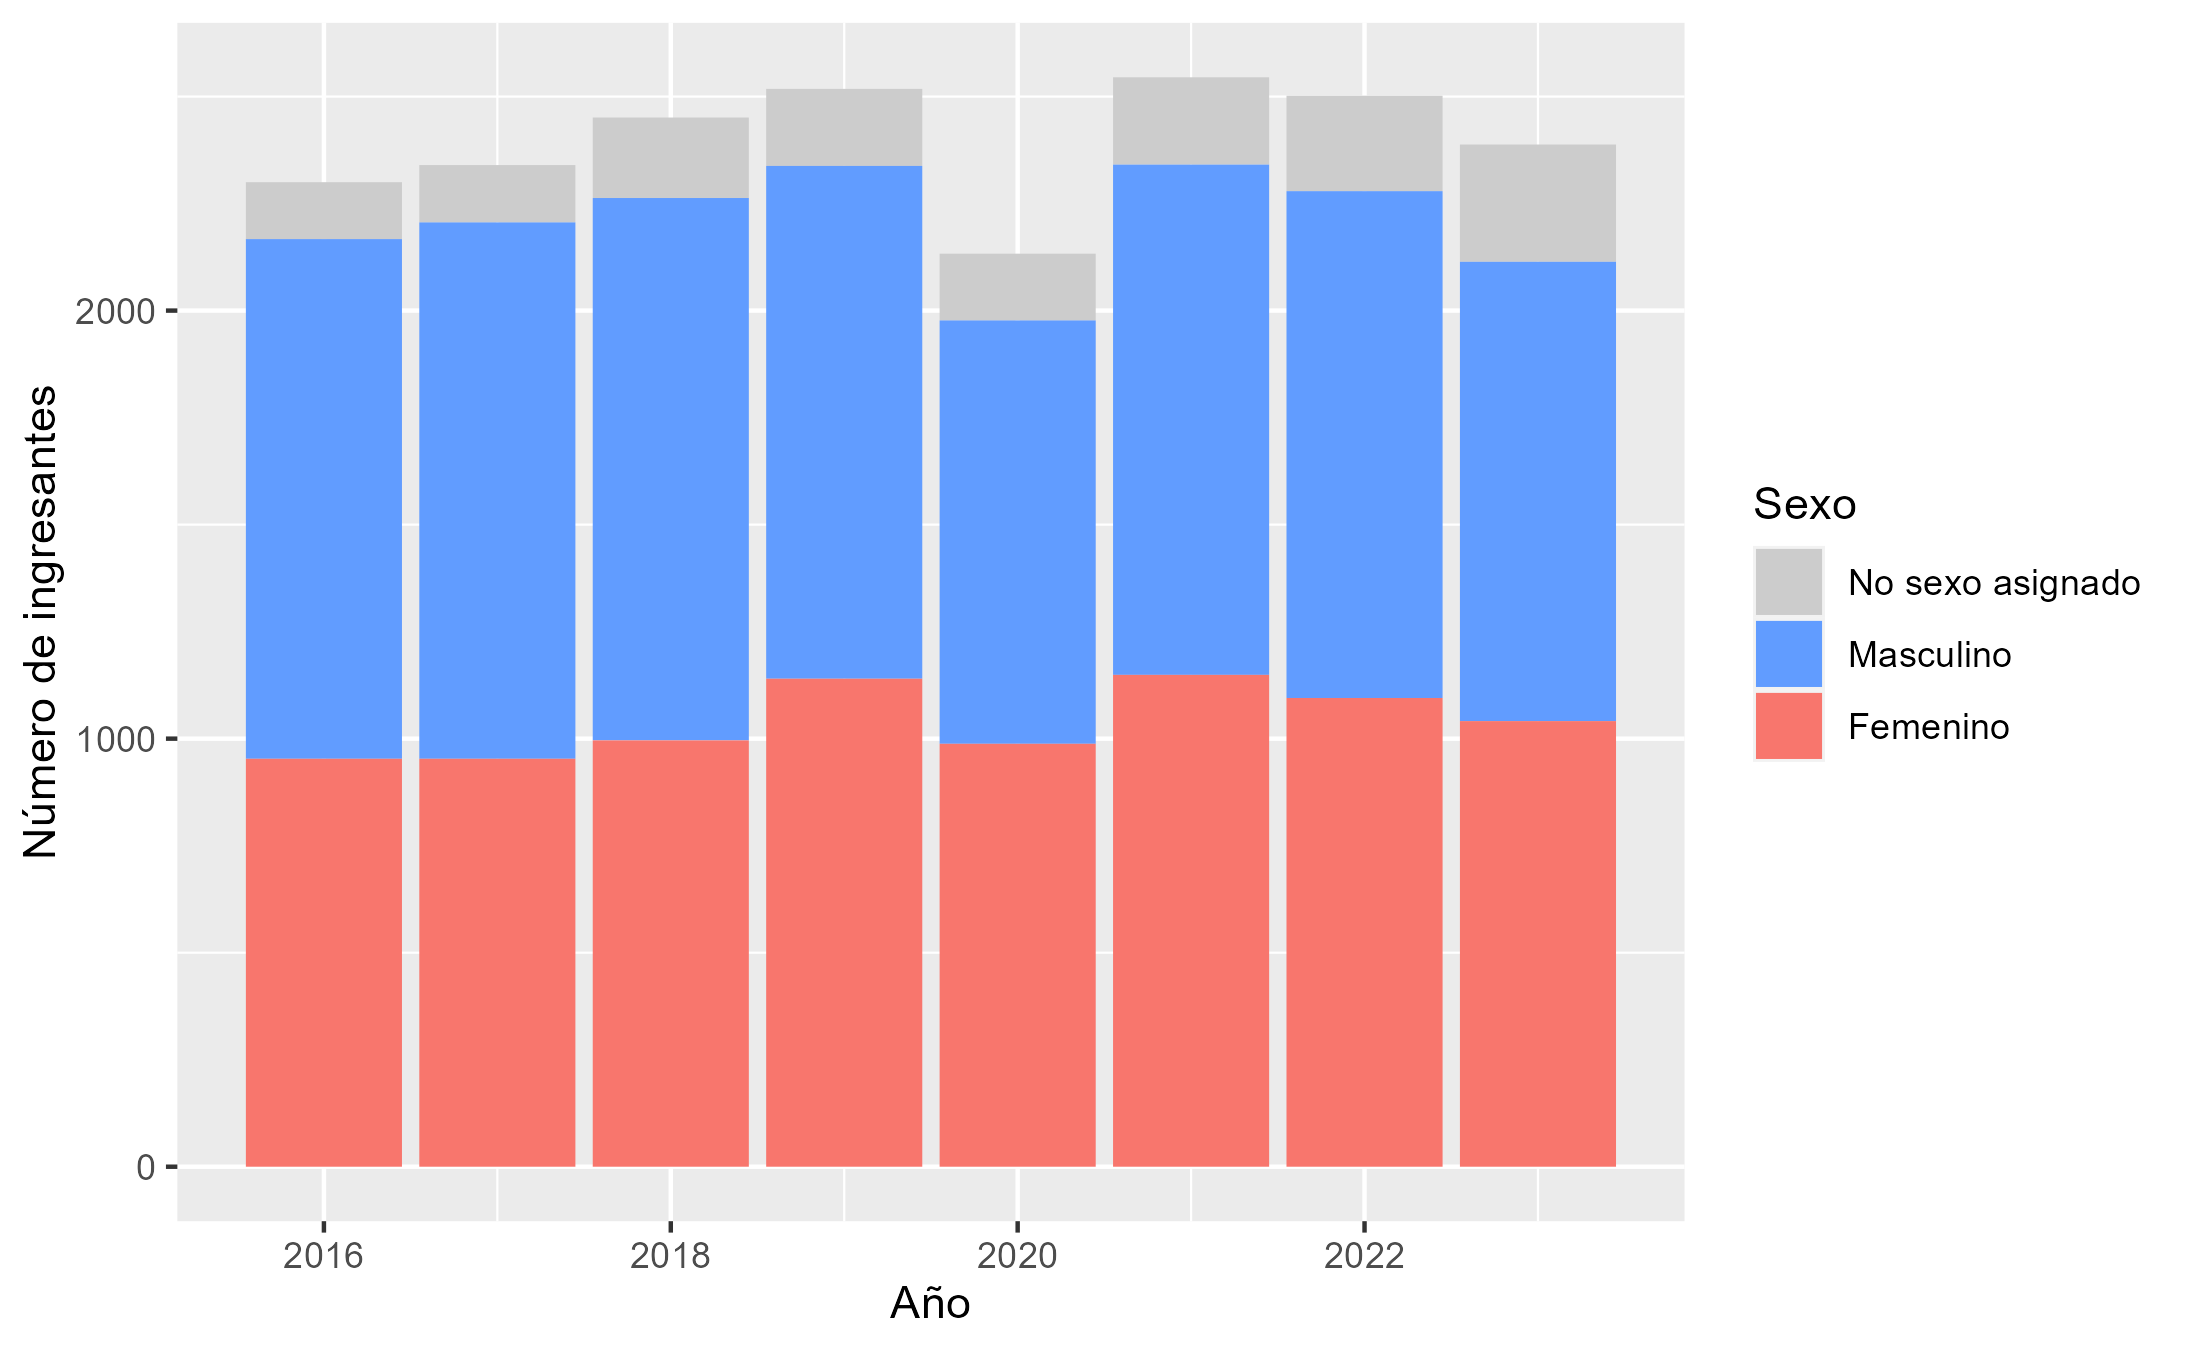 Número de ingresantes
2000
1000
0
2016 2018 2020 2022
Año
Sexo
No sexo asignado
Masculino
Femenino